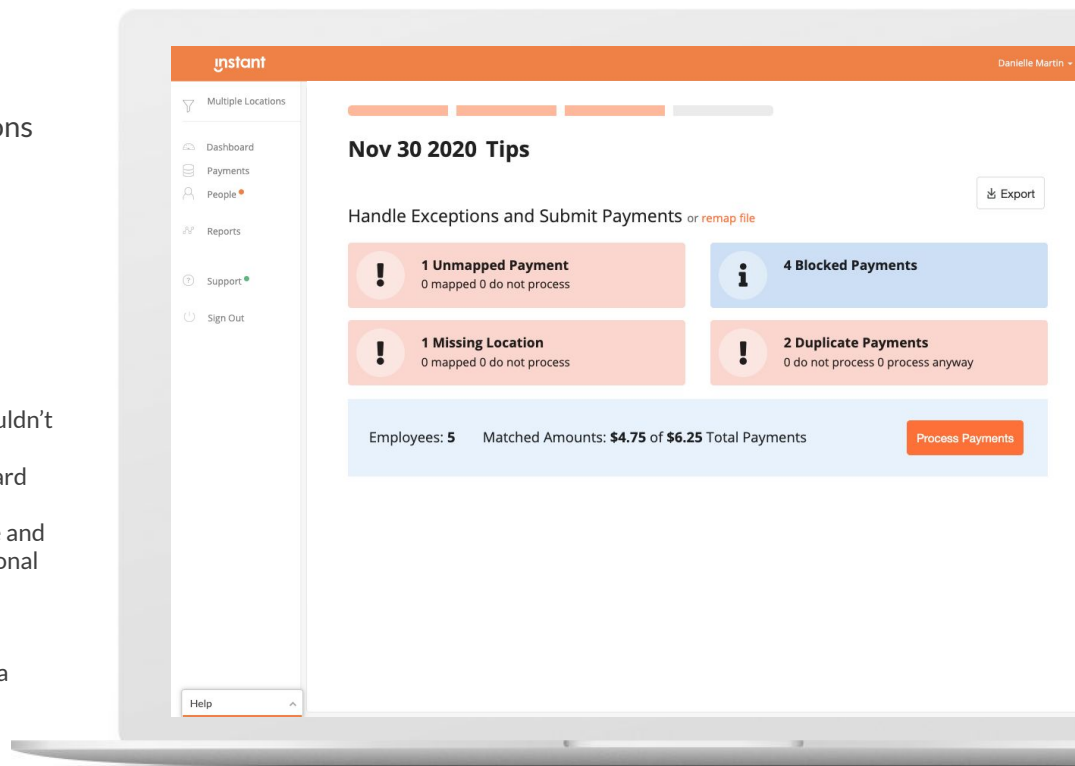 ons
uldn't
ard
and
onal
a
instant
Danielle Martin
Multiple Locations
Dashboard
Payments
People
Reports
Support
Sign Out
Help
Nov 30 2020 Tips
Export
Handle Exceptions and Submit Payments or remap file
! 1 Unmapped Payment
0 mapped 0 do not process
i 4 Blocked Payments
! 1 Missing Location
0 mapped 0 do not process
! 2 Duplicate Payments
0 do not process 0 process anyway
Employees: 5 Matched Amounts: $4.75 of $6.25 Total Payments
Process Payments